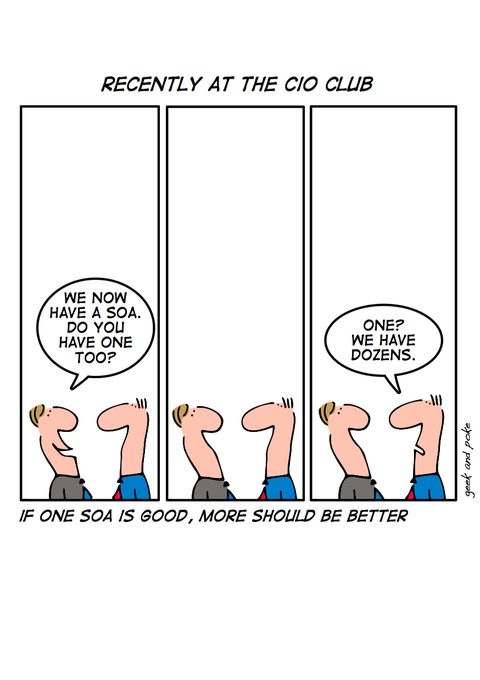 RECENTLY AT THE CIO CLUB
WE NOW
HAVE A SOA.
DO YOU
HAVE ONE
TOO?
ONE?
WE HAVE
DOZENS.
geek and poke
IF ONE SOA IS GOOD, MORE SHOULD BE BETTER